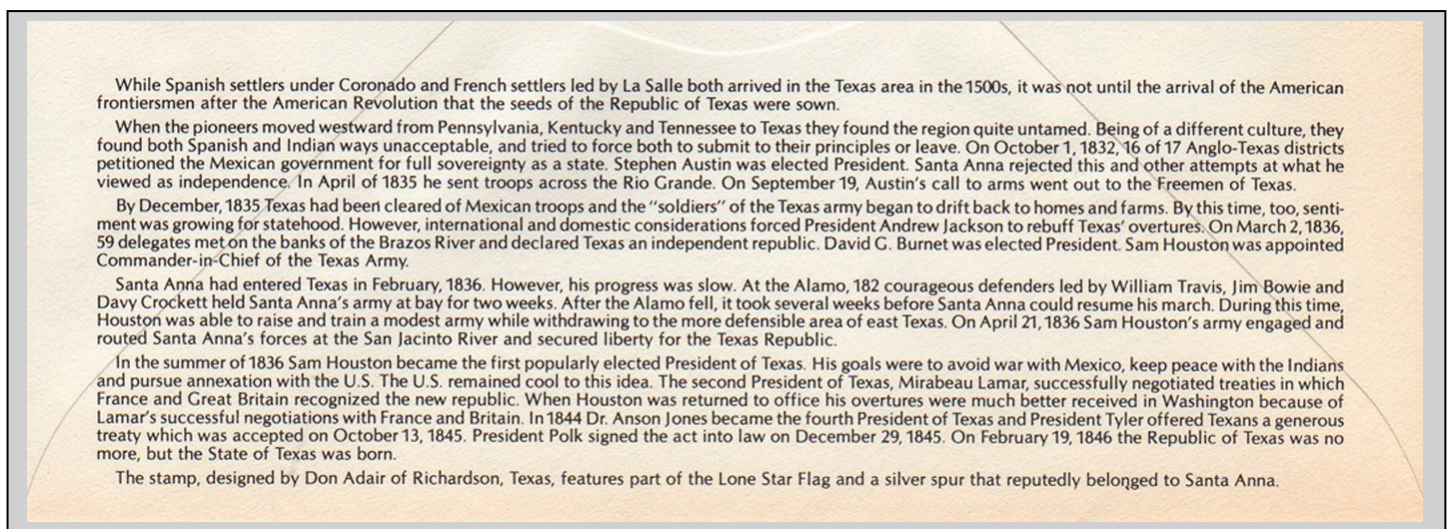 While Spanish settlers under Coronado and French settlers led by La Salle both arrived in the Texas area in the 1500s, it was not until the arrival of the American
frontiersmen after the American Revolution that the seeds of the Republic of Texas were sown.
When the pioneers moved westward from Pennsylvania, Kentucky and Tennessee to Texas they found the region quite untamed. Being of a different culture, they
found both Spanish and Indian ways unacceptable, and tried to force both to submit to their principles or leave. On October 1, 1832, 16 of 17 Anglo-Texas districts
petitioned the Mexican government for full sovereignty as a state. Stephen Austin was elected President. Santa Anna rejected this and other attempts at what he
viewed as independence. In April of 1835 he sent troops across the Rio Grande. On September 19, Austin's call to arms went out to the Freemen of Texas.
By December, 1835 Texas had been cleared of Mexican troops and the "soldiers" of the Texas army began to drift back to homes and farms. By this time, too, senti-
ment was growing for statehood. However, international and domestic considerations forced President Andrew Jackson to rebuff Texas' overtures. On March 2, 1836,
59 delegates met on the banks of the Brazos River and declared Texas an independent republic. David G. Burnet was elected President. Sam Houston was appointed
Commander-in-Chief of the Texas Army.
Santa Anna had entered Texas in February, 1836. However, his progress was slow. At the Alamo, 182 courageous defenders led by William Travis, Jim Bowie and
Davy Crockett held Santa Anna's army at bay for two weeks. After the Alamo fell, it took several weeks before Santa Anna could resume his march. During this time,
Houston was able to raise and train a modest army while withdrawing to the more defensible area of east Texas. On April 21, 1836 Sam Houston's army engaged and
routed Santa Anna's forces at the San Jacinto River and secured liberty for the Texas Republic.
In the summer of 1836 Sam Houston became the first popularly elected President of Texas. His goals were to avoid war with Mexico, keep peace with the Indians
and pursue annexation with the U.S. The U.S. remained cool to this idea. The second President of Texas, Mirabeau Lamar, successfully negotiated treaties in which
France and Great Britain recognized the new republic. When Houston was returned to office his overtures were much better received in Washington because of
Lamar's successful negotiations with France and Britain. In 1844 Dr. Anson Jones became the fourth President of Texas and President Tyler offered Texans a generous
treaty which was accepted on October 13, 1845. President Polk signed the act into law on December 29, 1845. On February 19, 1846 the Republic of Texas was no
more, but the State of Texas was born.
The stamp, designed by Don Adair of Richardson, Texas, features part of the Lone Star Flag and a silver spur that reputedly belonged to Santa Anna.